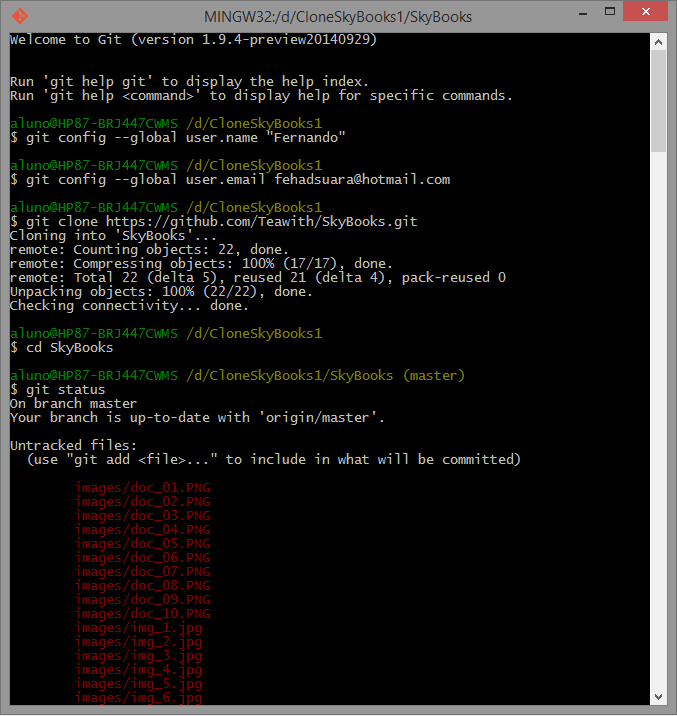 MINGW32:/d/CloneSkyBooks1/SkyBooks
Welcome to Git (version 1.9.4-preview20140929)
Run 'git help git' to display the help index.
Run 'git help <command>' to display help for specific commands.
aluno@HP87-BRJ447CWMS /d/CloneSkyBooks1
$ git config --global user.name "Fernando"
aluno@HP87-BRJ447CWMS /d/CloneSkyBooks1
$ git config --global user.email fehadsuara@hotmail.com
aluno@HP87-BRJ447CWMS /d/CloneSkyBooks1
$ git clone https://github.com/Teawith/SkyBooks.git
Cloning into 'SkyBooks'...
remote: Counting objects: 22, done.
remote: Compressing objects: 100% (17/17), done.
remote: Total 22 (delta 5), reused 21 (delta 4), pack-reused 0
Unpacking objects: 100% (22/22), done.
Checking connectivity... done.
aluno@HP87-BRJ447CWMS /d/CloneSkyBooks1
$ cd SkyBooks
aluno@HP87-BRJ447CWMS /d/CloneSkyBooks1/SkyBooks (master)
$ git status
On branch master
Your branch is up-to-date with 'origin/master'.
Untracked files:
(use "git add <file>..." to include in what will be committed)
images/doc_01.PNG
images/doc_02.PNG
images/doc_03.PNG
images/doc_04.PNG
images/doc_05.PNG
images/doc_06.PNG
images/doc_07.PNG
images/doc_08.PNG
images/doc_09.PNG
images/doc_10.PNG
images/img_1.jpg
images/img_2.jpg
images/img_3.jpg
images/img_4.jpg
images/img_5.jpg
images/img_6.jpg